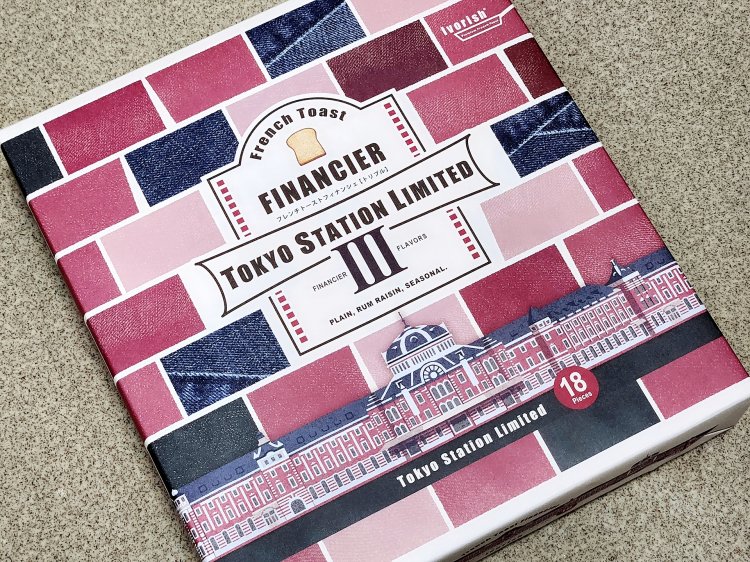 Ivorish
French Toast
FINANCIER
フレンチトーストフィナンシェ【トリプル】
TOKYO STATION LIMITED
FINANCIER III FLAVORS
PLAIN, RUM RAISIN, SEASONAL.
18
Pieces
Tokyo Station Limited